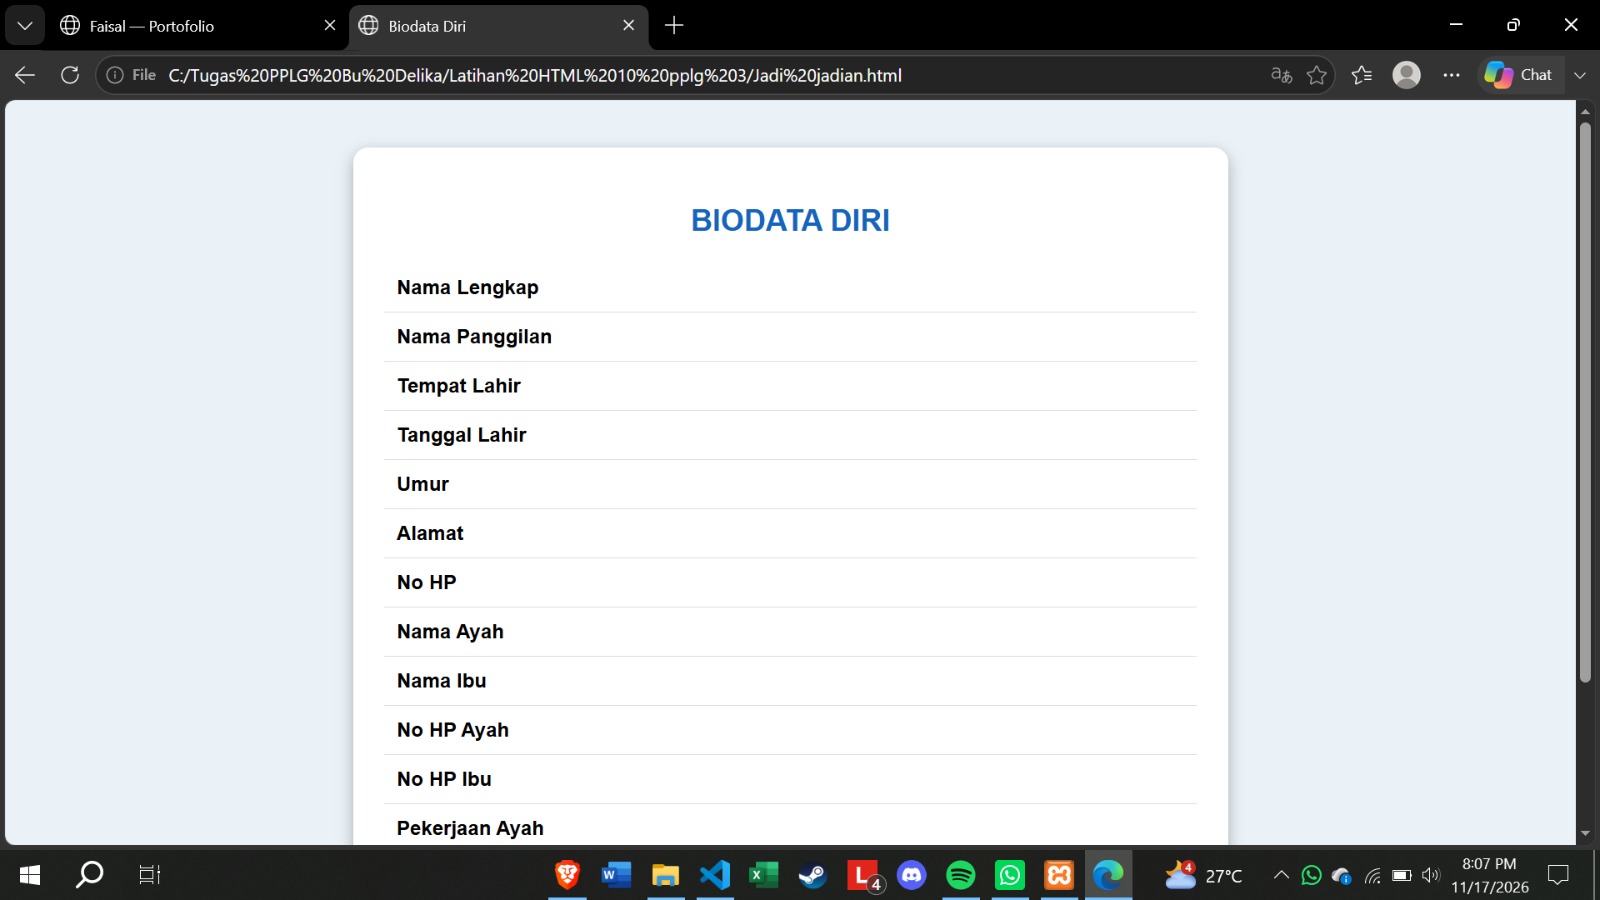 Faisal — Portofolio
Biodata Diri
File C:/Tugas%20PPLG%20Bu%20Delika/Latihan%20HTML%2010%20pplg%203/Jadi%20jadian.html
Chat
BIODATA DIRI
Nama Lengkap
Nama Panggilan
Tempat Lahir
Tanggal Lahir
Umur
Alamat
No HP
Nama Ayah
Nama Ibu
No HP Ayah
No HP Ibu
Pekerjaan Ayah
4
4
27°C
8:07 PM
11/17/2026